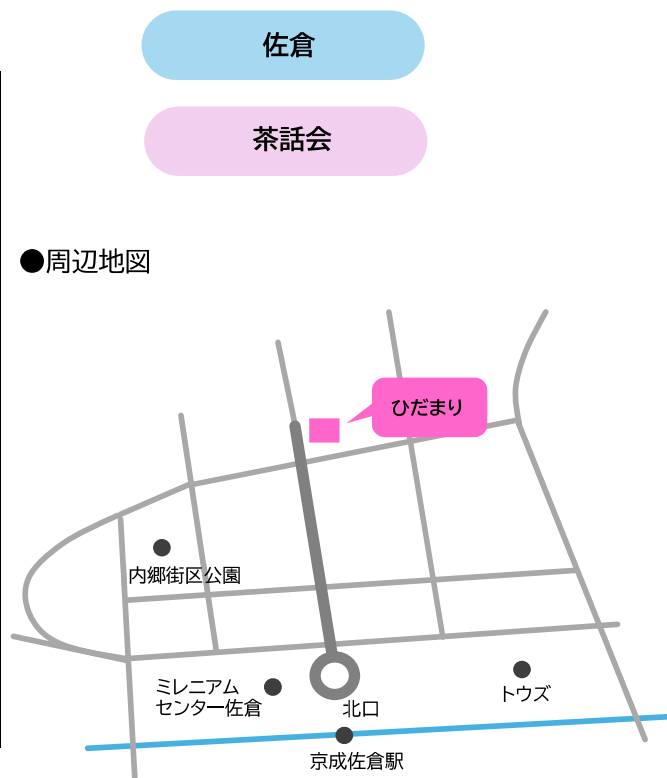 佐倉
茶話会
●周辺地図
ひだまり
内郷街区公園
ミレニアム
センター佐倉
北口
トウズ
京成佐倉駅